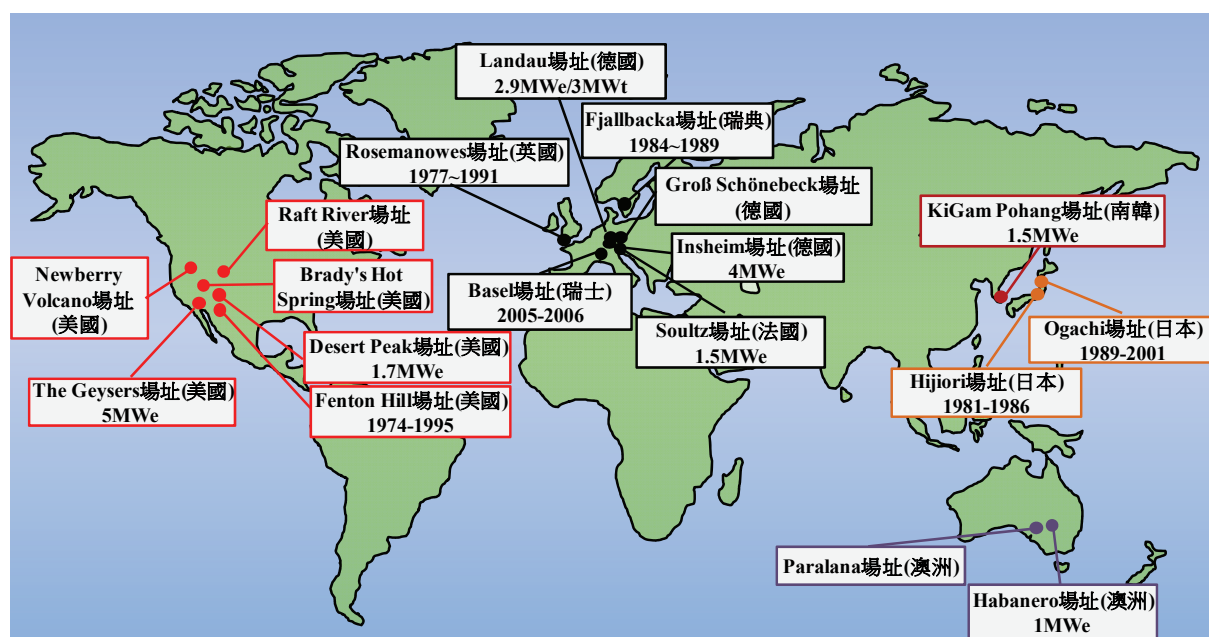 Landau場址(德國)
2.9MWe/3MWt
Fjallbacka場址(瑞典)
1984~1989
Rosemanowes場址(英國)
1977~1991
Groß Schönebeck場址
(德國)
KiGam Pohang場址(南韓)
1.5MWe
Raft River場址
(美國)
Insheim場址(德國)
4MWe
Newberry
Volcano場址
(美國)
Brady's Hot
Spring場址(美國)
Basel場址(瑞士)
2005-2006
Soultz場址(法國)
1.5MWe
Ogachi場址(日本)
1989-2001
Desert Peak場址(美國)
1.7MWe
Hijiori場址(日本)
1981-1986
The Geysers場址(美國)
5MWe
Fenton Hill場址(美國)
1974-1995
Paralana場址(澳洲)
Habanero場址(澳洲)
1MWe